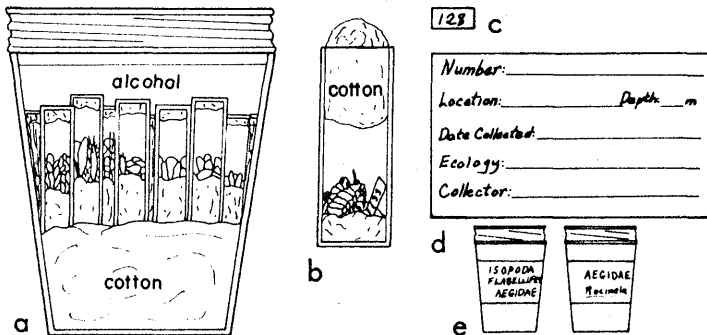 alcohol
cotton
a
cotton
b
128 c
Number:
Location: Depth: m
Date Collected:
Ecology:
Collector:
d
ISOPODA
FLABELLIFERA
AEGIDAE
AEGIDAE
Rocinela
e